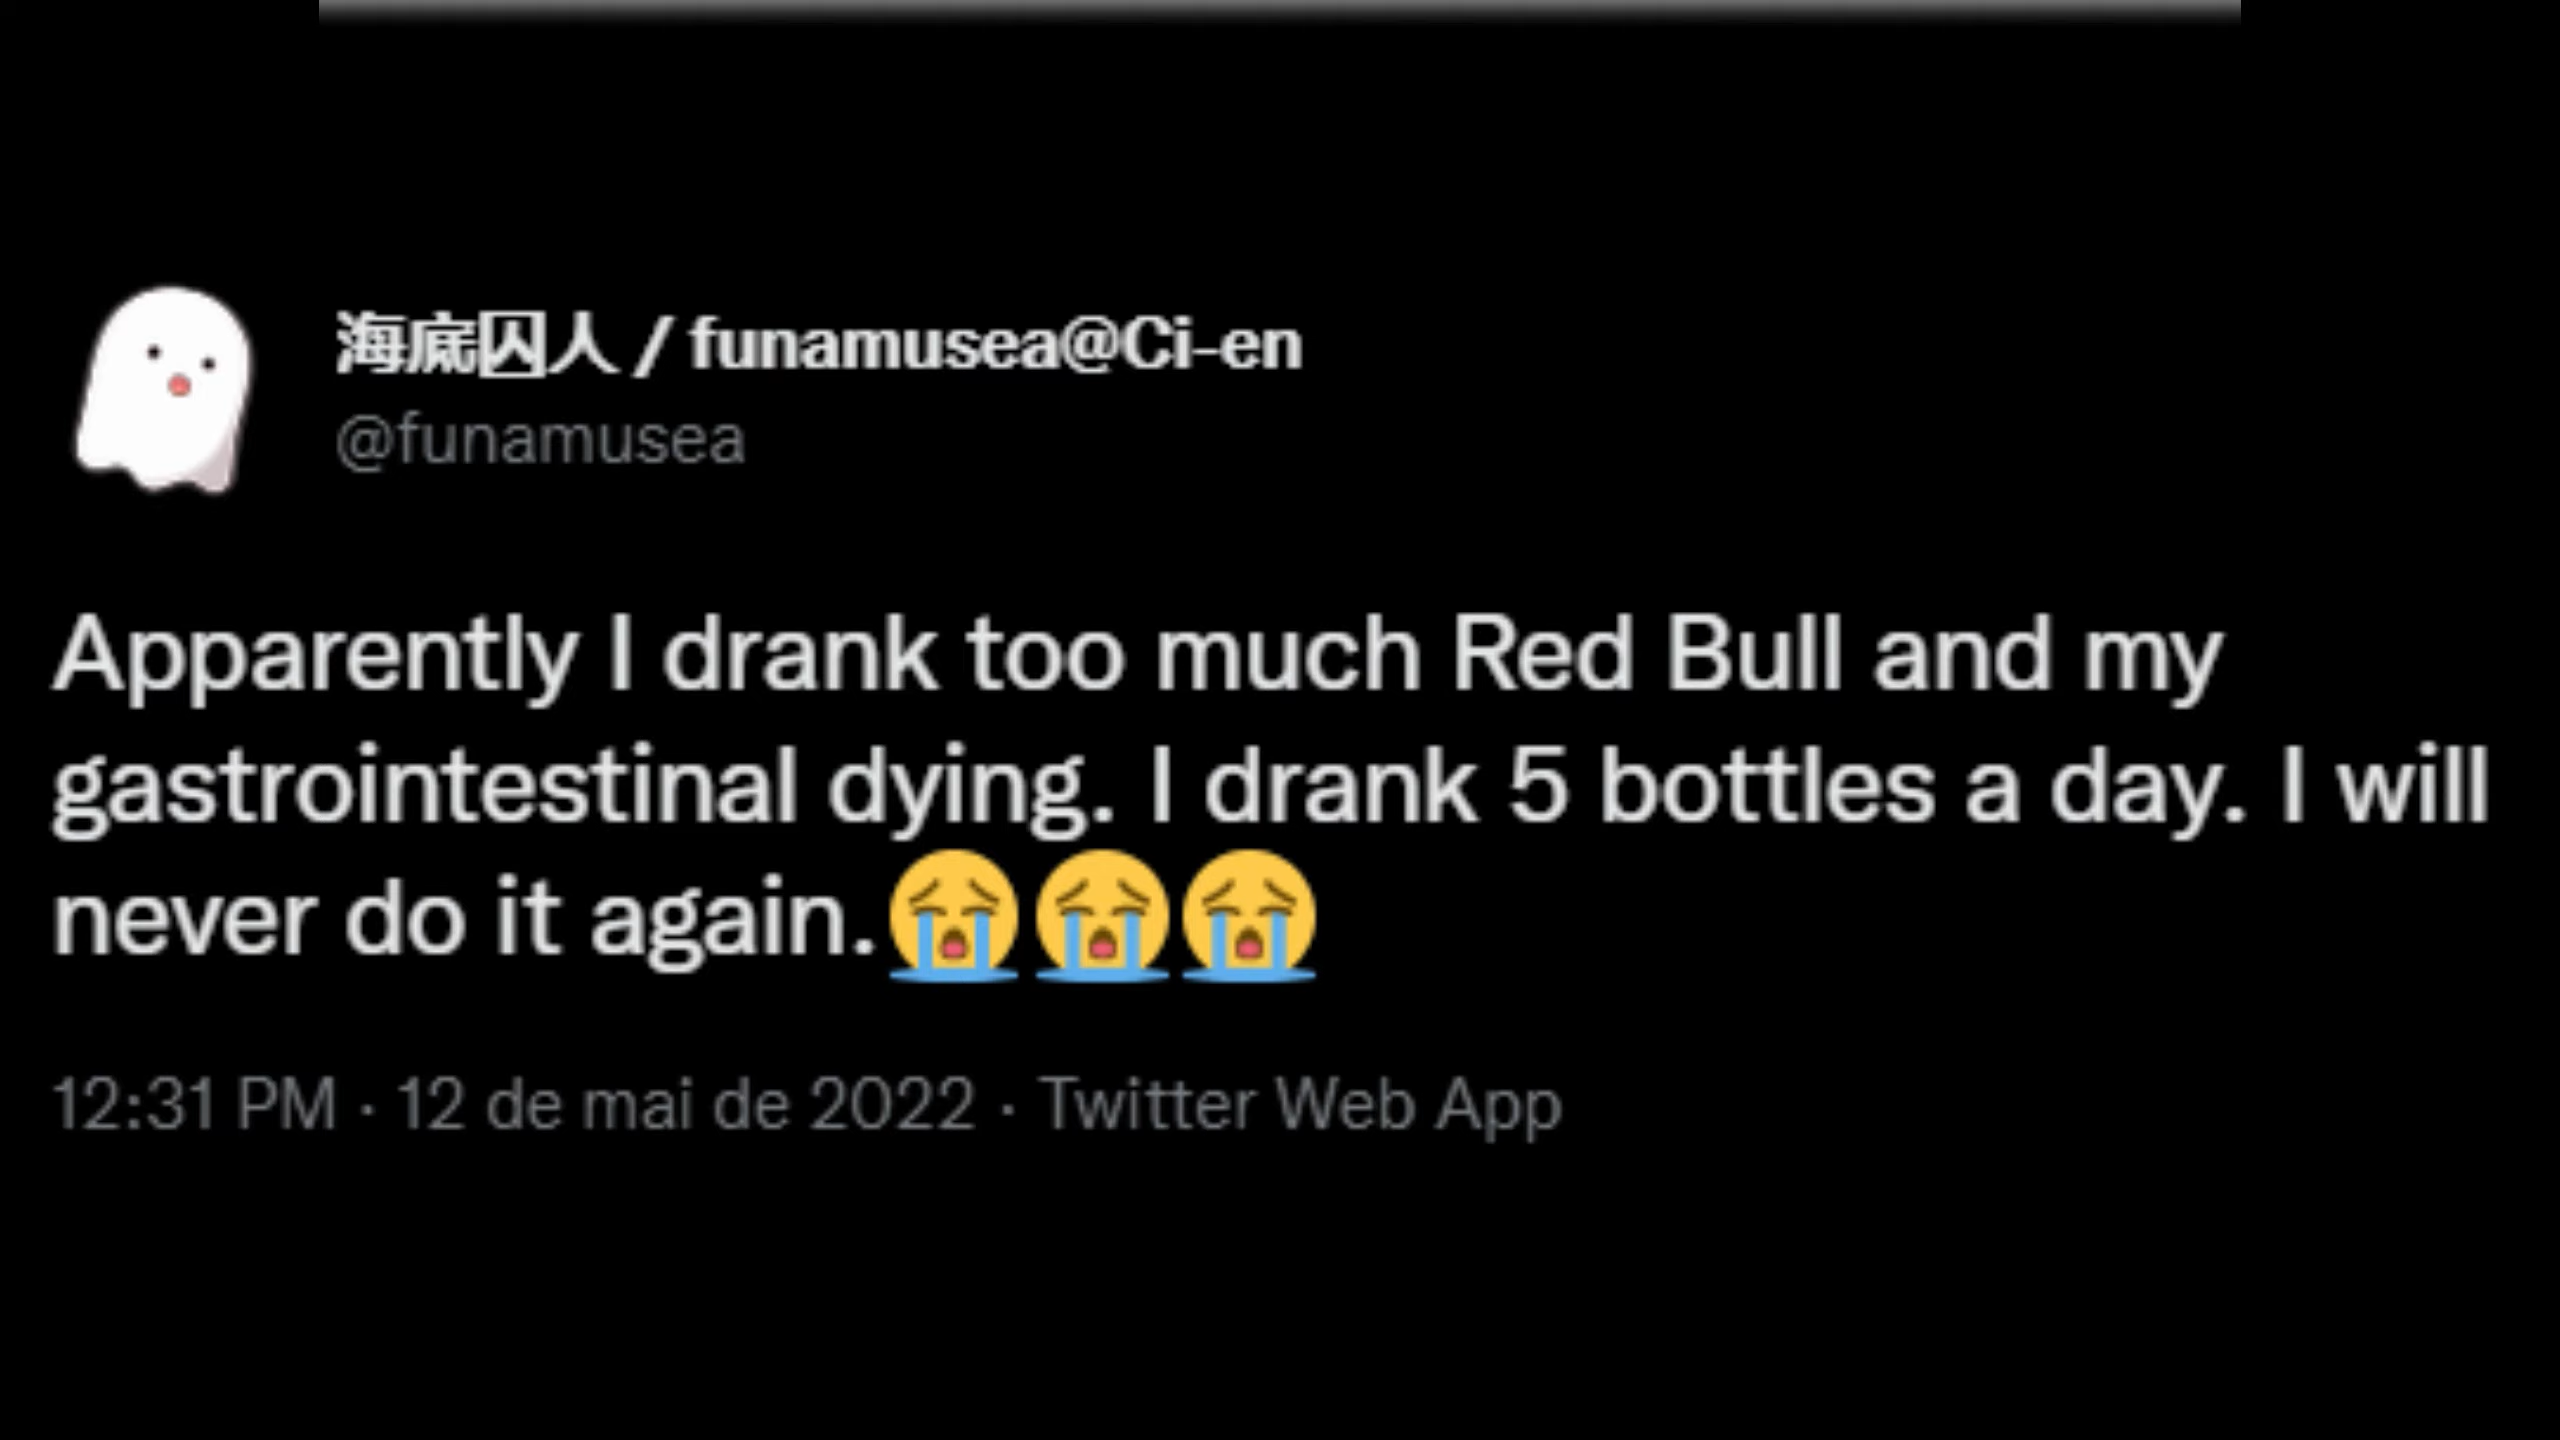 海底囚人 / funamusea@Ci-en
@funamusea
Apparently I drank too much Red Bull and my
gastrointestinal dying. I drank 5 bottles a day. I will
never do it again.😭😭😭
12:31 PM · 12 de mai de 2022 · Twitter Web App